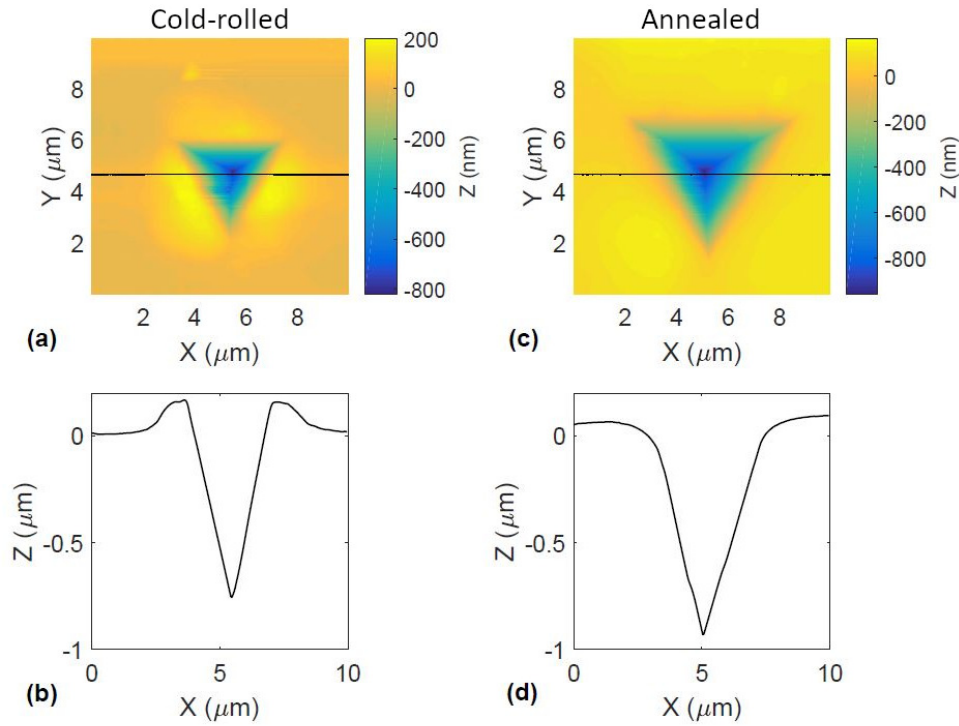 Cold-rolled
Annealed
200
0
-200
-400
-600
-800
Z (nm)
8
6
4
2
Y (μm)
2 4 6 8
X (μm)
(a)
0
-200
-400
-600
-800
Z (nm)
8
6
4
2
Y (μm)
2 4 6 8
X (μm)
(c)
0
-0.5
-1
Z (μm)
0 5 10
X (μm)
(b)
0
-0.5
-1
Z (μm)
0 5 10
X (μm)
(d)